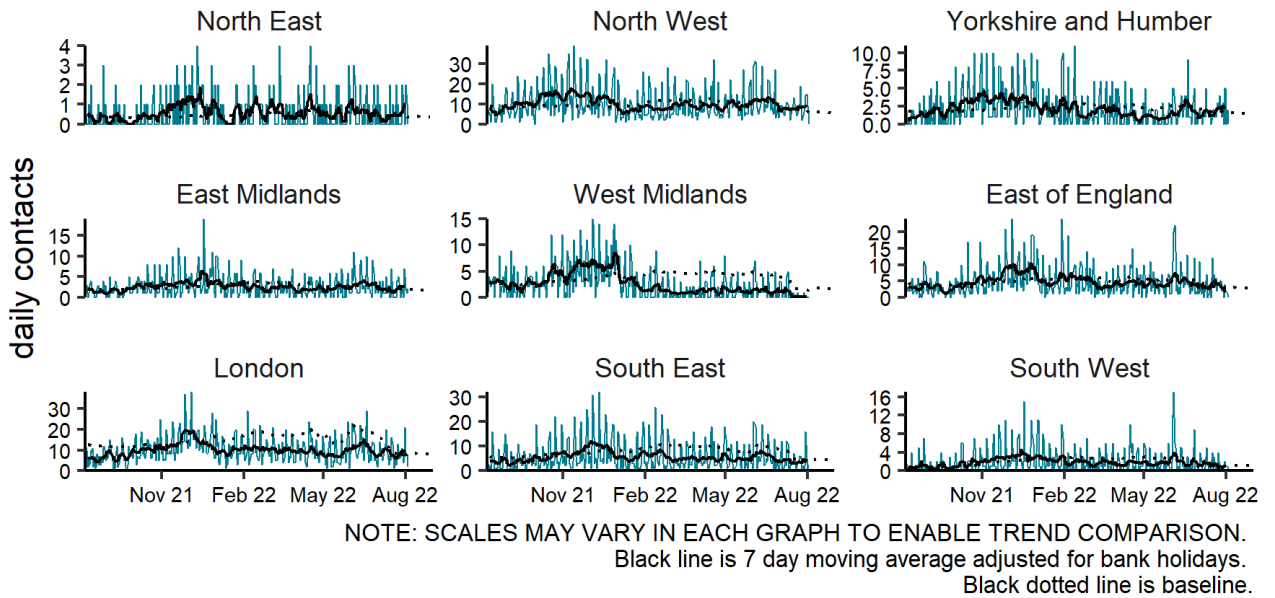 North East
North West
Yorkshire and Humber
4
3
2
1
0
30
20
10
0
10.0
7.5
5.0
2.5
0.0
daily contacts
East Midlands
West Midlands
East of England
15
10
5
0
15
10
5
0
20
15
10
5
0
London
South East
South West
30
20
10
0
30
20
10
0
16
12
8
4
0
Nov 21 Feb 22 May 22 Aug 22
Nov 21 Feb 22 May 22 Aug 22
Nov 21 Feb 22 May 22 Aug 22
NOTE: SCALES MAY VARY IN EACH GRAPH TO ENABLE TREND COMPARISON.
Black line is 7 day moving average adjusted for bank holidays.
Black dotted line is baseline.